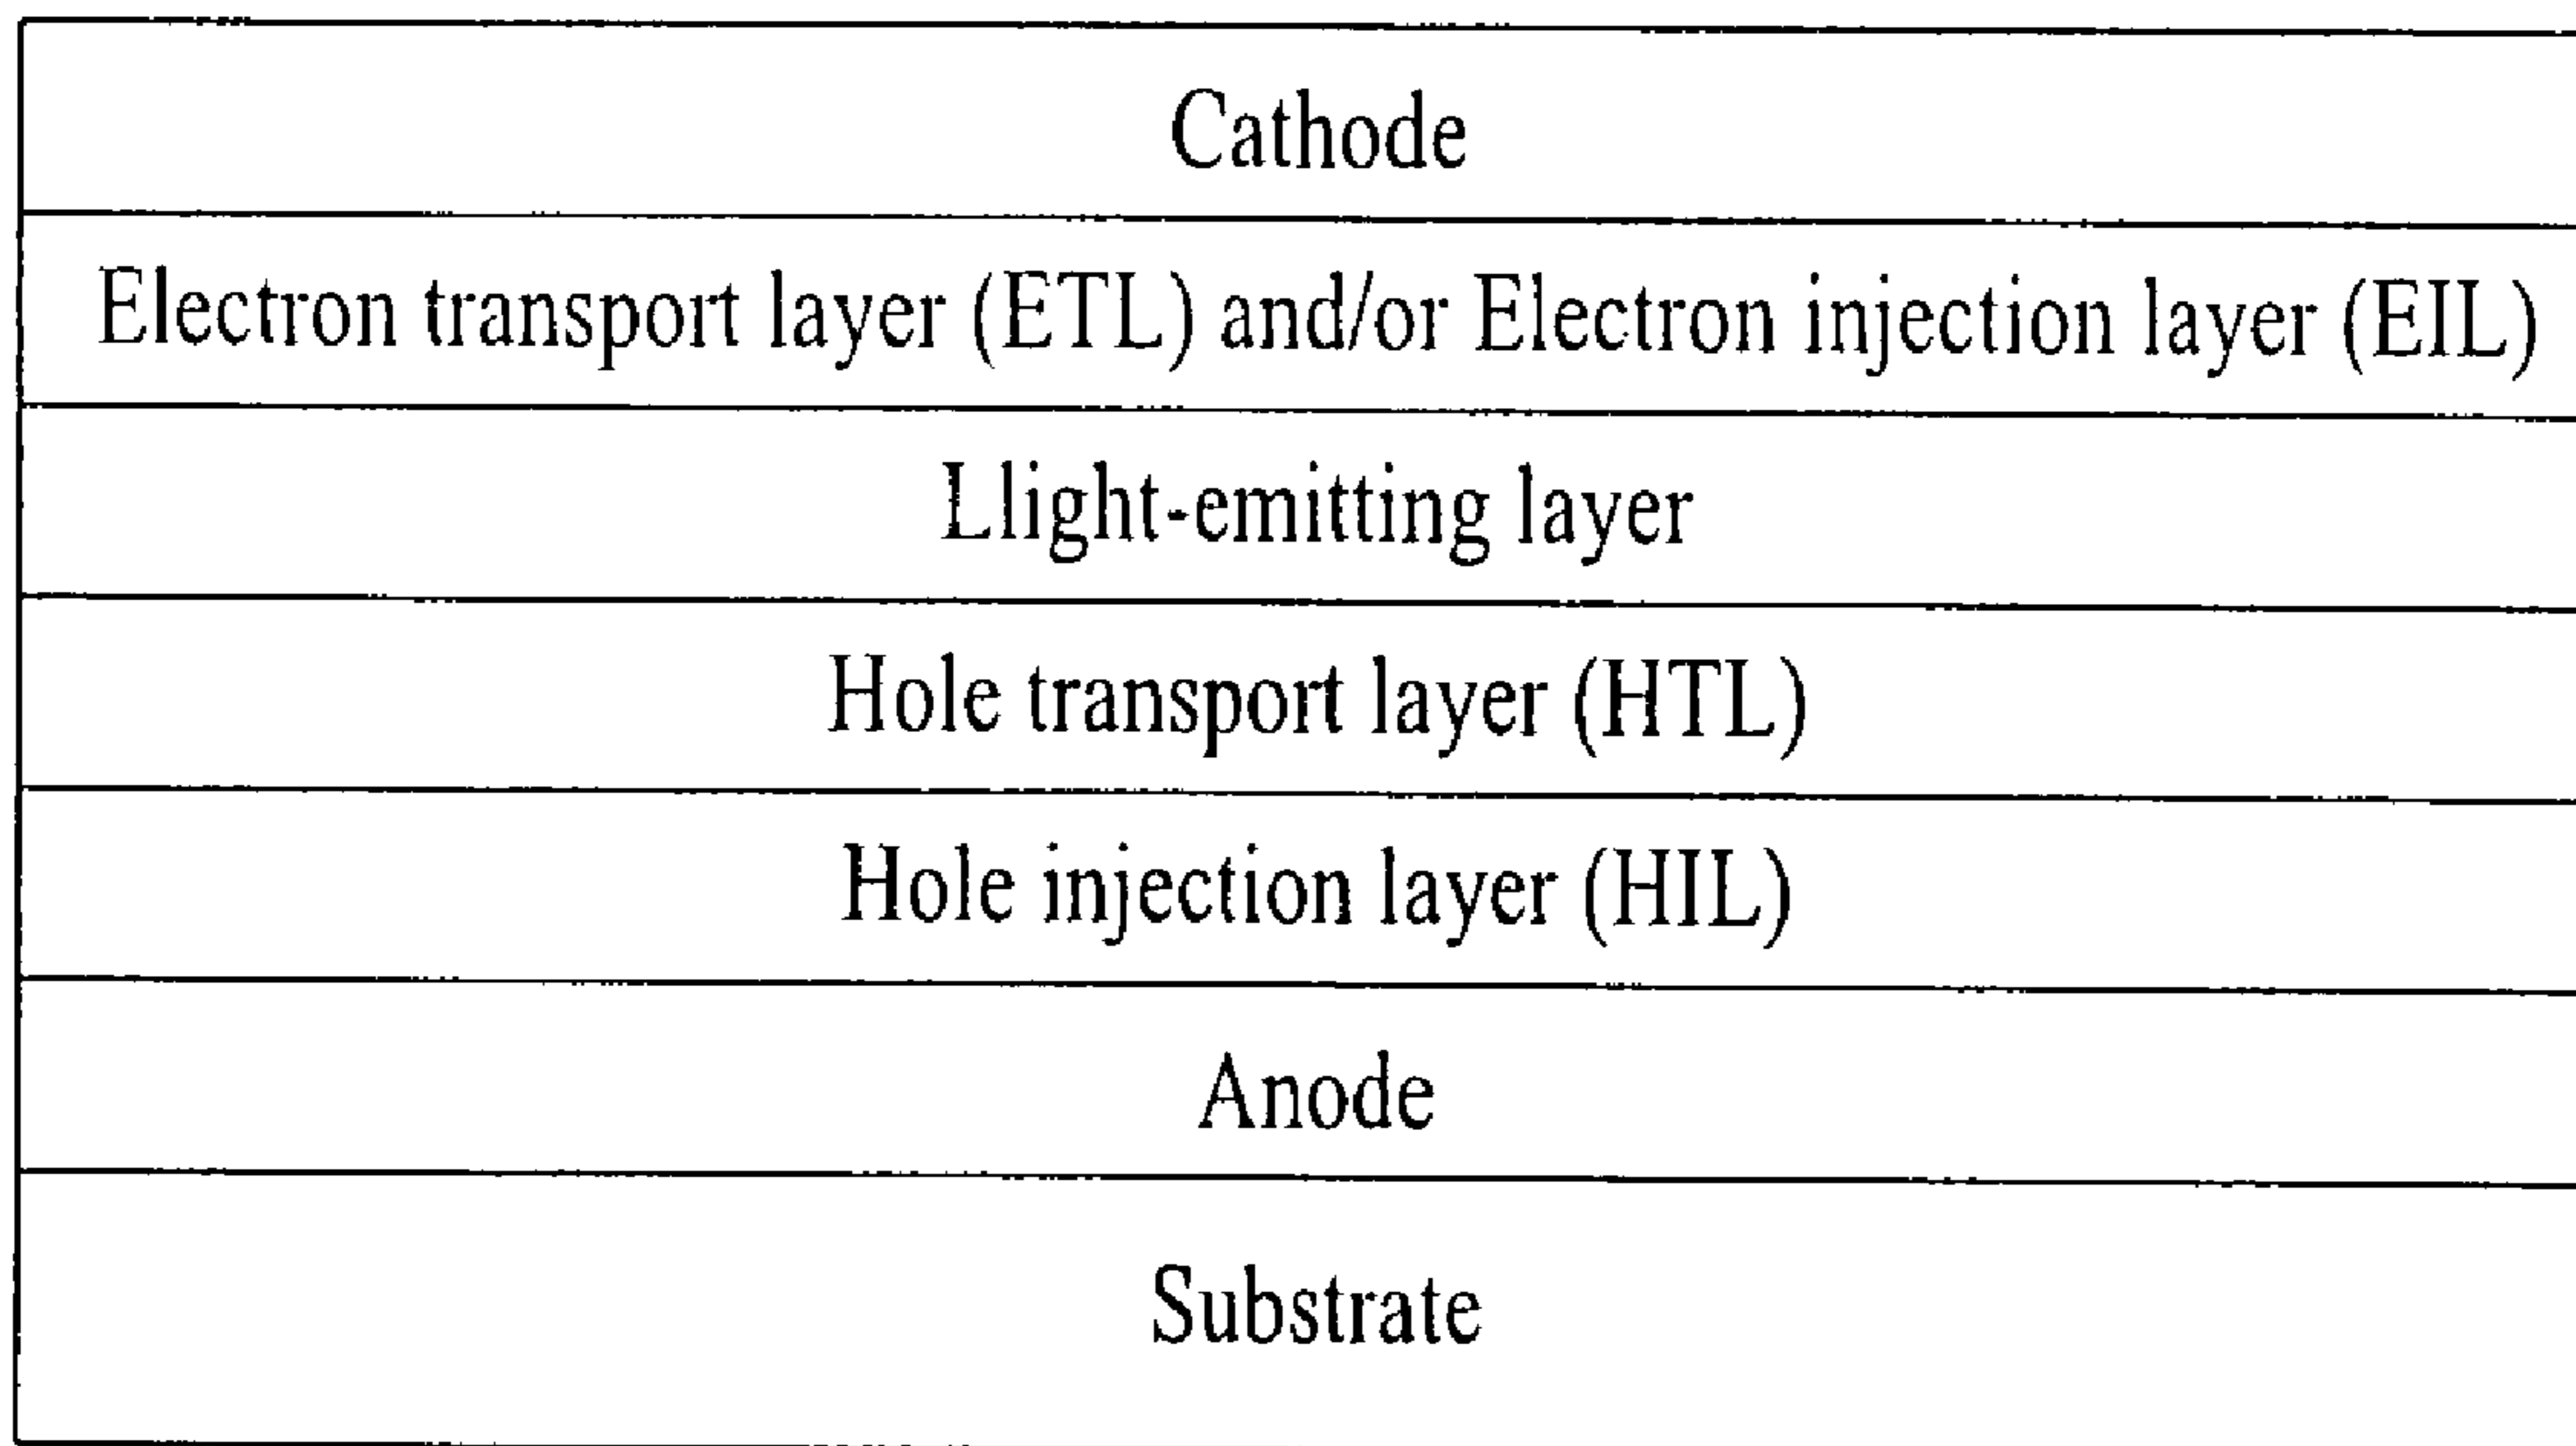 Cathode
Electron transport layer (ETL) and/or Electron injection layer (EIL)
Llight-emitting layer
Hole transport layer (HTL)
Hole injection layer (HIL)
Anode
Substrate